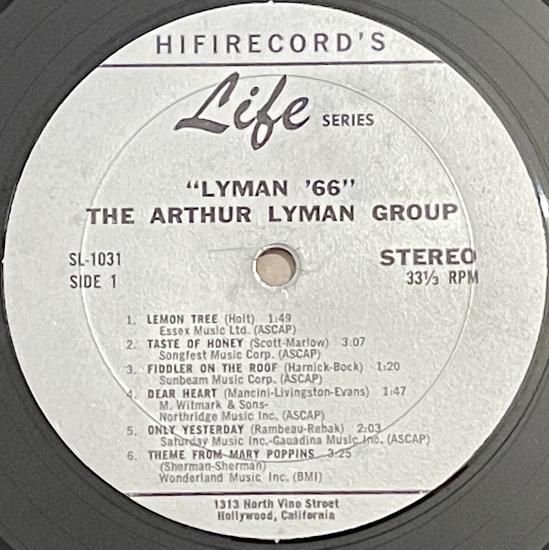 HIFIRECORD'S
Life SERIES
"LYMAN '66"
THE ARTHUR LYMAN GROUP
SL-1031 STEREO
SIDE 1 33⅓ RPM
1. LEMON TREE (Holt) 1:49
Essex Music Ltd. (ASCAP)
2. TASTE OF HONEY (Scott-Marlow) 3:07
Songfest Music Corp. (ASCAP)
3. FIDDLER ON THE ROOF (Harnick-Bock) 1:20
Sunbeam Music Corp. (ASCAP)
4. DEAR HEART (Mancini-Livingston-Evans) 1:47
M. Witmark & Sons-
Northridge Music Inc. (ASCAP)
5. ONLY YESTERDAY (Rambeau-Rebak) 2:03
Saturday Music Inc.-Gauadina Music Inc. (ASCAP)
6. THEME FROM MARY POPPINS 3:25
(Sherman-Sherman)
Wonderland Music Inc. (BMI)
1313 North Vine Street
Hollywood, California